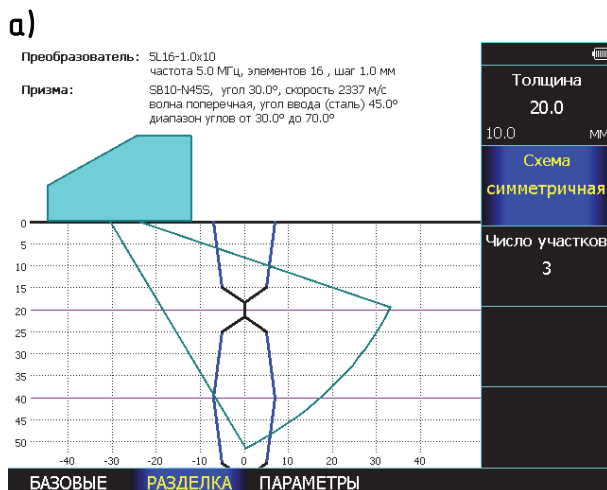 а)
Преобразователь: 5L16-1.0x10
частота 5.0 МГц, элементов 16 , шаг 1.0 мм
Призма: SB10-N45S, угол 30.0°, скорость 2337 м/с
волна поперечная, угол ввода (сталь) 45.0°
диапазон углов от 30.0° до 70.0°
Толщина
20.0
10.0 мм
Схема
симметричная
Число участков
3
0
5
10
15
20
25
30
35
40
45
50
-40 -30 -20 -10 0 10 20 30 40
БАЗОВЫЕ РАЗДЕЛКА ПАРАМЕТРЫ